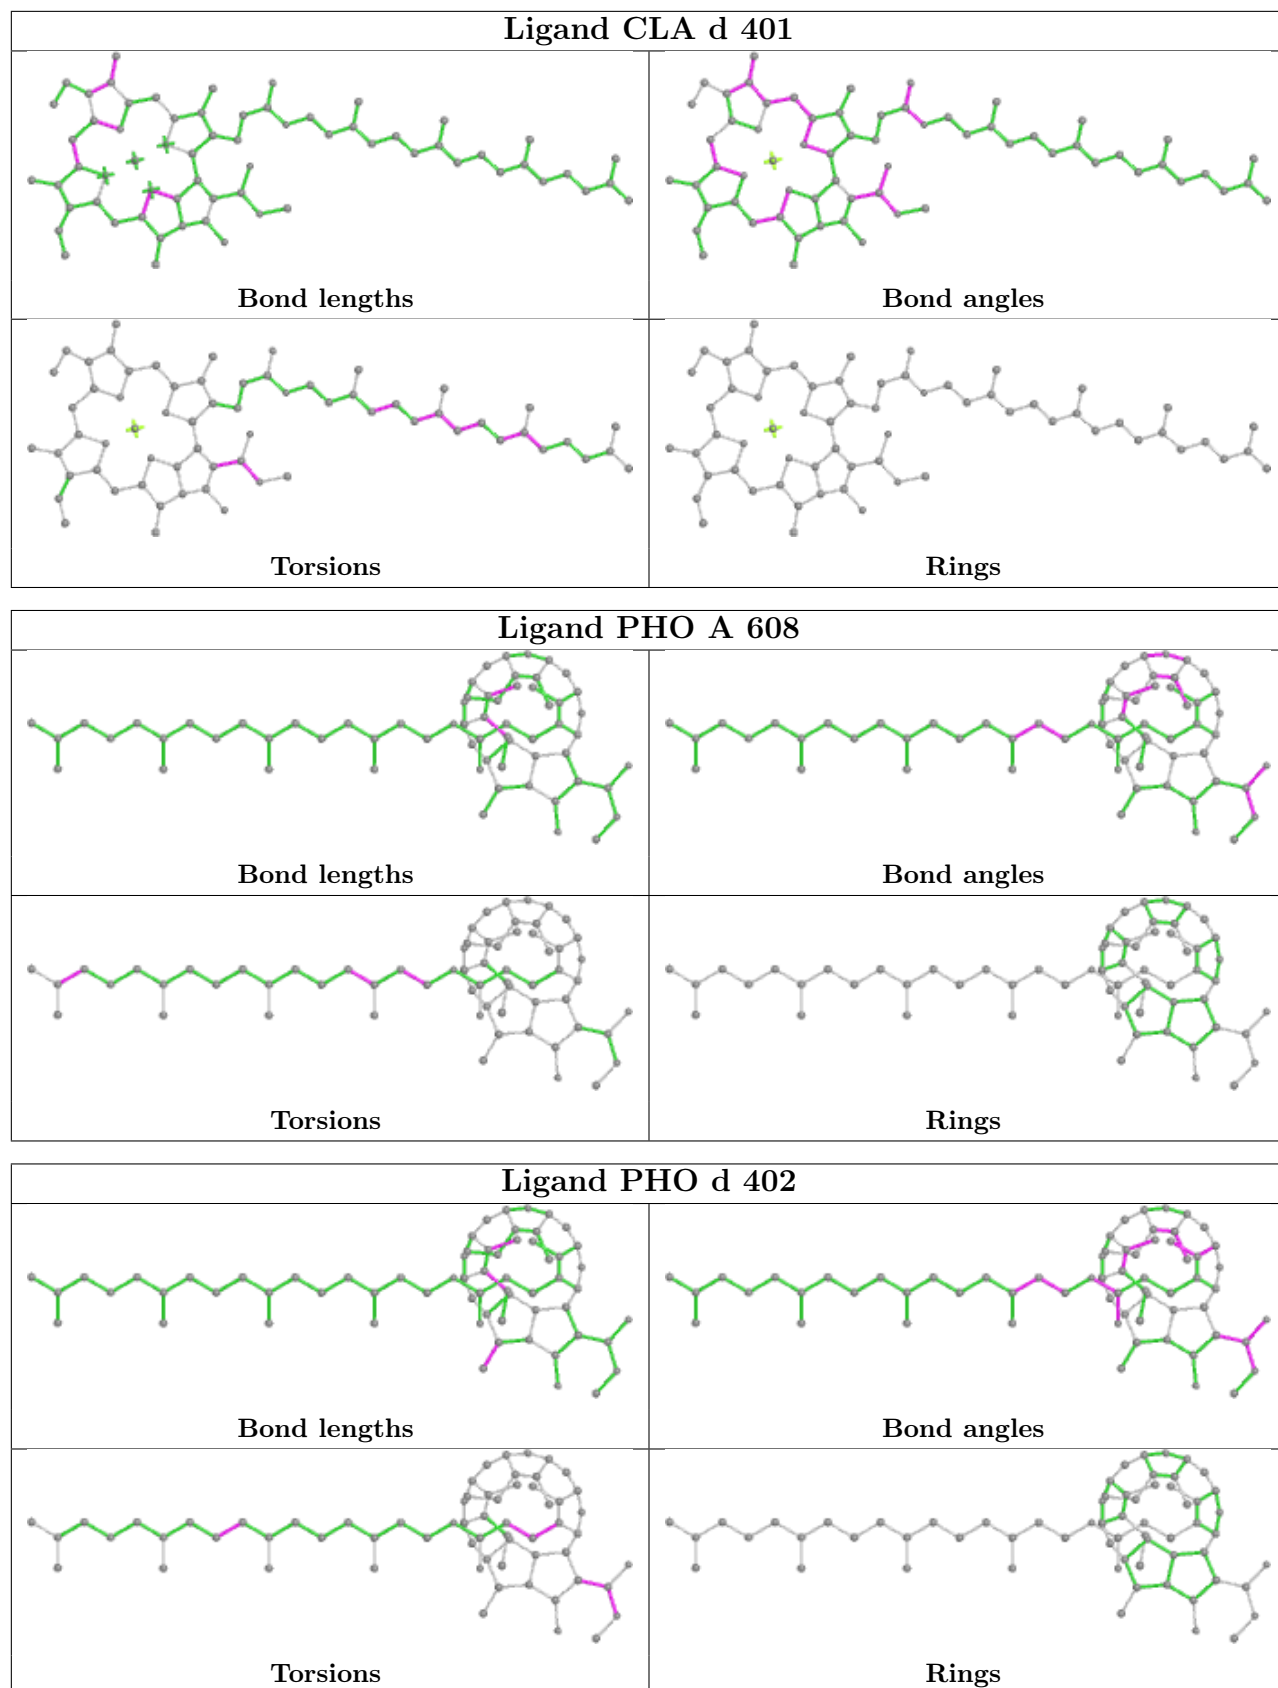 Ligand CLA d 401
Bond lengths
Bond angles
Torsions
Rings
Ligand PHO A 608
Bond lengths
Bond angles
Torsions
Rings
Ligand PHO d 402
Bond lengths
Bond angles
Torsions
Rings